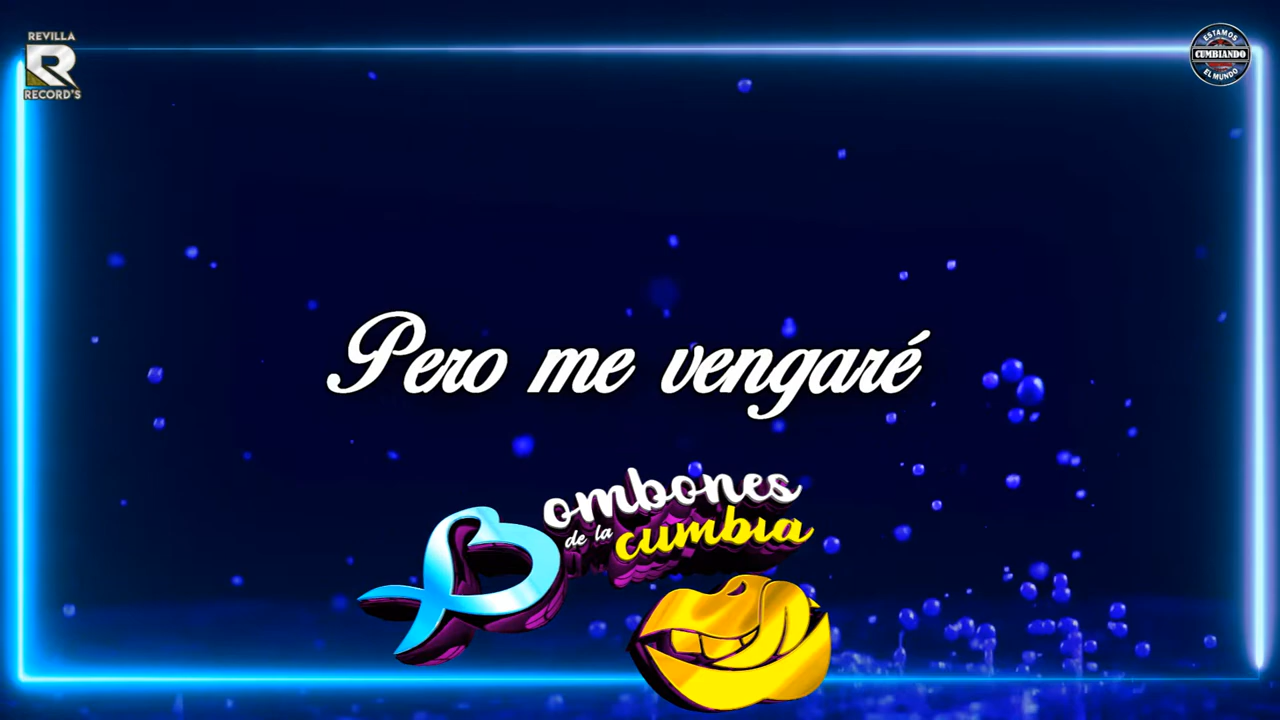 REVILLA
RECORD'S
ESTAMOS
CUMBIANDO
EL MUNDO
Pero me vengaré
Bombones
de la cumbia